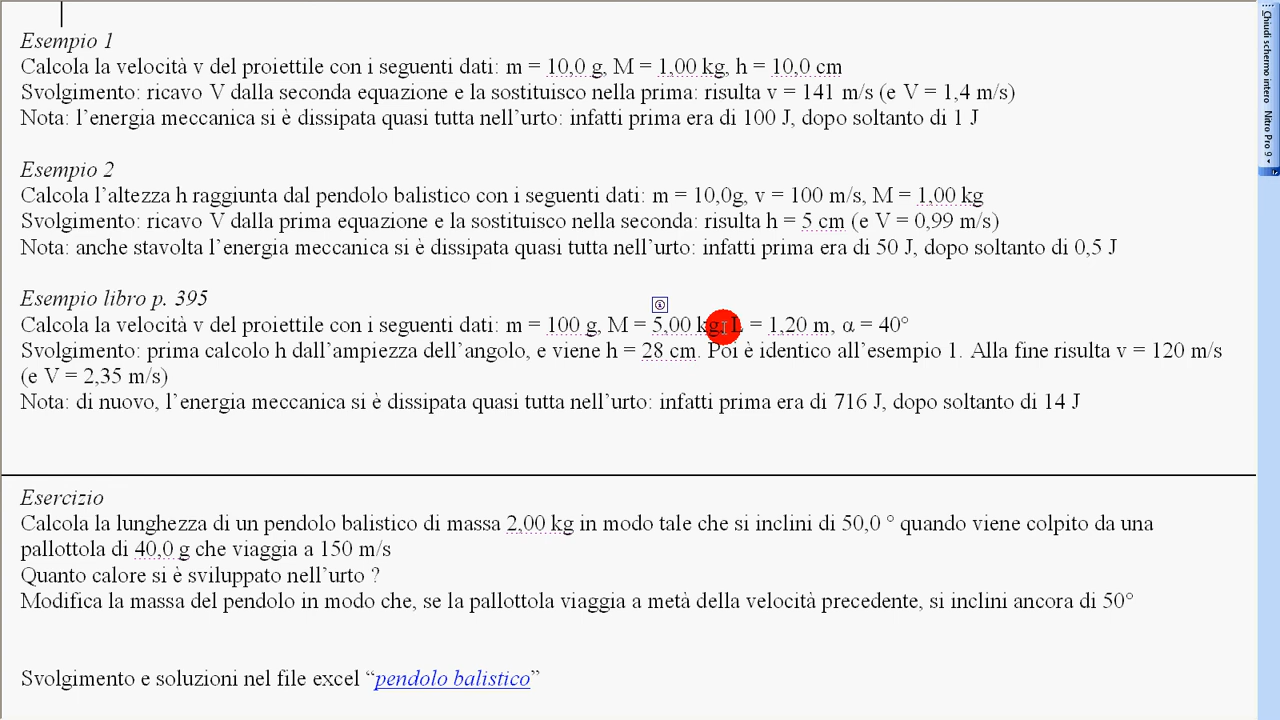 Esempio 1
Calcola la velocità v del proiettile con i seguenti dati: m = 10,0 g, M = 1,00 kg, h = 10,0 cm
Svolgimento: ricavo V dalla seconda equazione e la sostituisco nella prima: risulta v = 141 m/s (e V = 1,4 m/s)
Nota: l'energia meccanica si è dissipata quasi tutta nell'urto: infatti prima era di 100 J, dopo soltanto di 1 J
Esempio 2
Calcola l'altezza h raggiunta dal pendolo balistico con i seguenti dati: m = 10,0g, v = 100 m/s, M = 1,00 kg
Svolgimento: ricavo V dalla prima equazione e la sostituisco nella seconda: risulta h = 5 cm (e V = 0,99 m/s)
Nota: anche stavolta l'energia meccanica si è dissipata quasi tutta nell'urto: infatti prima era di 50 J, dopo soltanto di 0,5 J
Esempio libro p. 395
Calcola la velocità v del proiettile con i seguenti dati: m = 100 g, M = 5,00 kg, L = 1,20 m, α = 40°
Svolgimento: prima calcolo h dall'ampiezza dell'angolo, e viene h = 28 cm. Poi è identico all'esempio 1. Alla fine risulta v = 120 m/s
(e V = 2,35 m/s)
Nota: di nuovo, l'energia meccanica si è dissipata quasi tutta nell'urto: infatti prima era di 716 J, dopo soltanto di 14 J
Esercizio
Calcola la lunghezza di un pendolo balistico di massa 2,00 kg in modo tale che si inclini di 50,0 ° quando viene colpito da una
pallottola di 40,0 g che viaggia a 150 m/s
Quanto calore si è sviluppato nell'urto ?
Modifica la massa del pendolo in modo che, se la pallottola viaggia a metà della velocità precedente, si inclini ancora di 50°
Svolgimento e soluzioni nel file excel "pendolo balistico"
Chiudi schermo intero
Nitro Pro 9